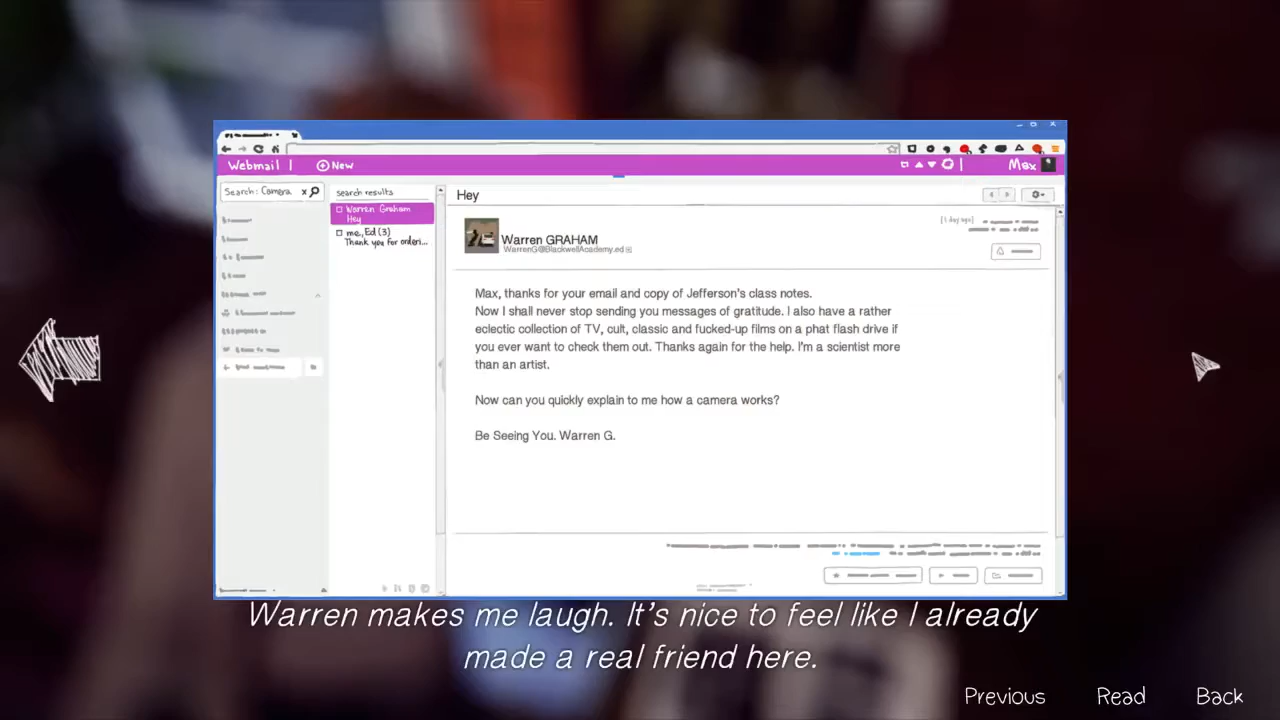 Webmail |
New
Max
Search: Camera x
search results
Warren Graham
Hey
me, Ed (3)
Thank you for orderi...
Hey
[1 day ago]
Warren GRAHAM
WarrenG@BlackwellAcademy.ed
Max, thanks for your email and copy of Jefferson's class notes.
Now I shall never stop sending you messages of gratitude. I also have a rather
eclectic collection of TV, cult, classic and fucked-up films on a phat flash drive if
you ever want to check them out. Thanks again for the help. I'm a scientist more
than an artist.
Now can you quickly explain to me how a camera works?
Be Seeing You. Warren G.
Warren makes me laugh. It's nice to feel like I already
made a real friend here.
Previous Read Back